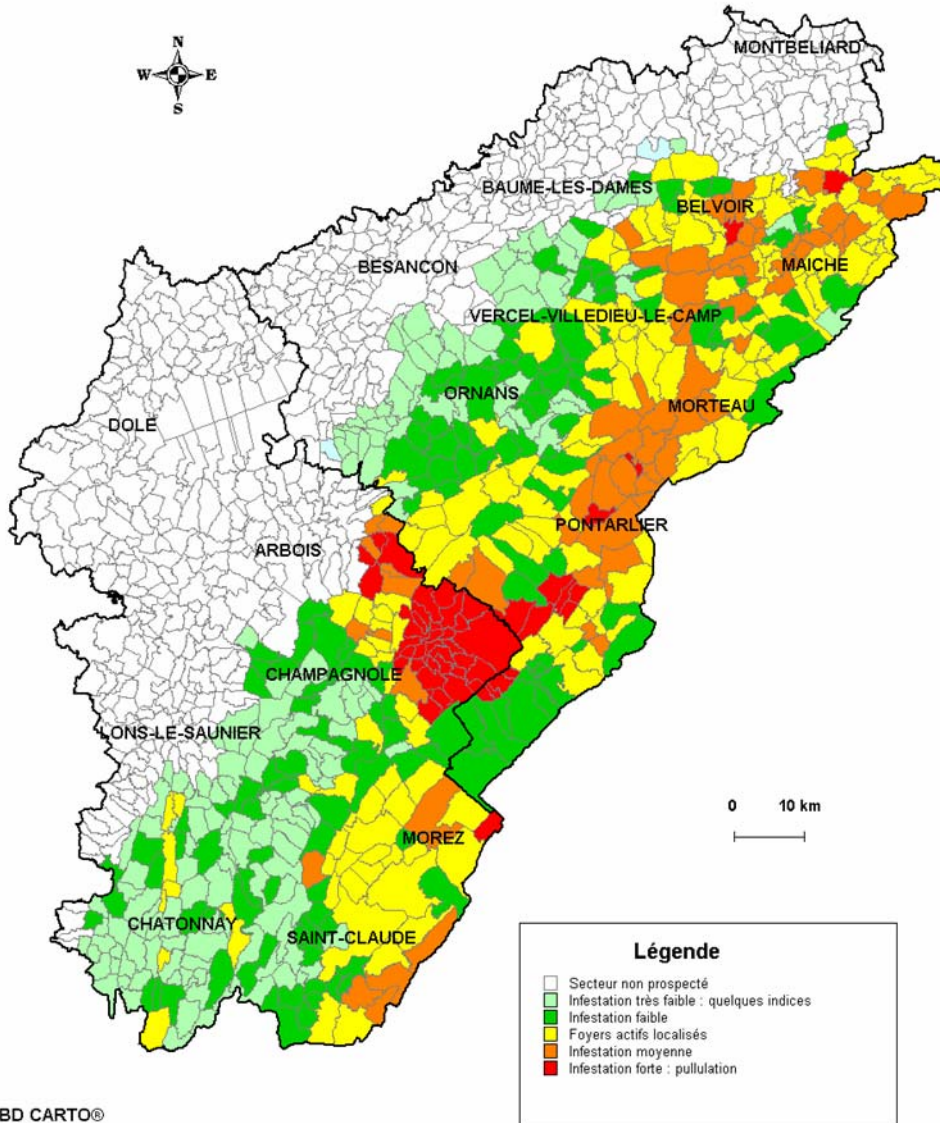 MONTBELIARD
N
W E
S
BAUME-LES-DAMES
BELVOIR
BESANCON
MAICHE
VERCEL-VILLEDIEU-LE-CAMP
ORNANS
MORTEAU
DOLE
PONTARLIER
ARBOIS
CHAMPAGNOLE
LONS-LE-SAUNIER
0 10 km
MOREZ
CHATONNAY
SAINT-CLAUDE
Légende
Secteur non prospecté
Infestation très faible : quelques indices
Infestation faible
Foyers actifs localisés
Infestation moyenne
Infestation forte : pullulation
BD CARTO®